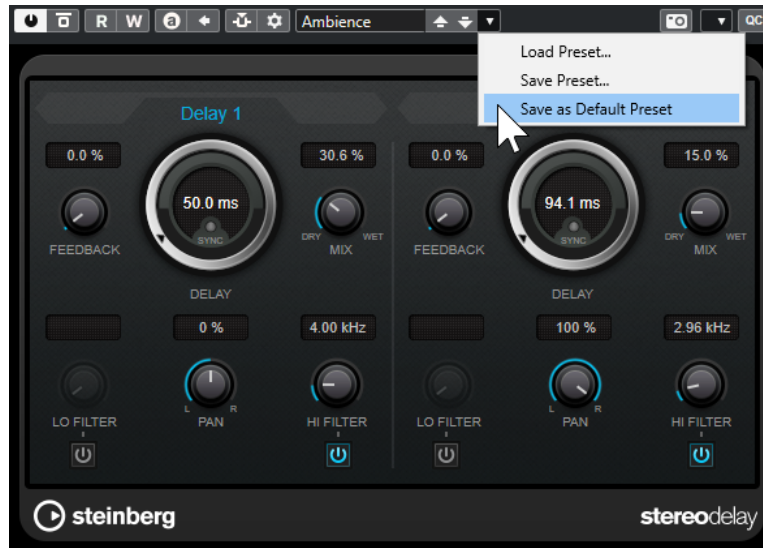 R W a Ambience QC
Load Preset...
Save Preset...
Save as Default Preset
Delay 1
0.0 % 30.6 % 0.0 % 15.0 %
50.0 ms 94.1 ms
SYNC SYNC
DRY WET DRY WET
FEEDBACK MIX FEEDBACK MIX
DELAY DELAY
0 % 4.00 kHz 100 % 2.96 kHz
L R L R
LO FILTER PAN HI FILTER LO FILTER PAN HI FILTER
steinberg stereodelay